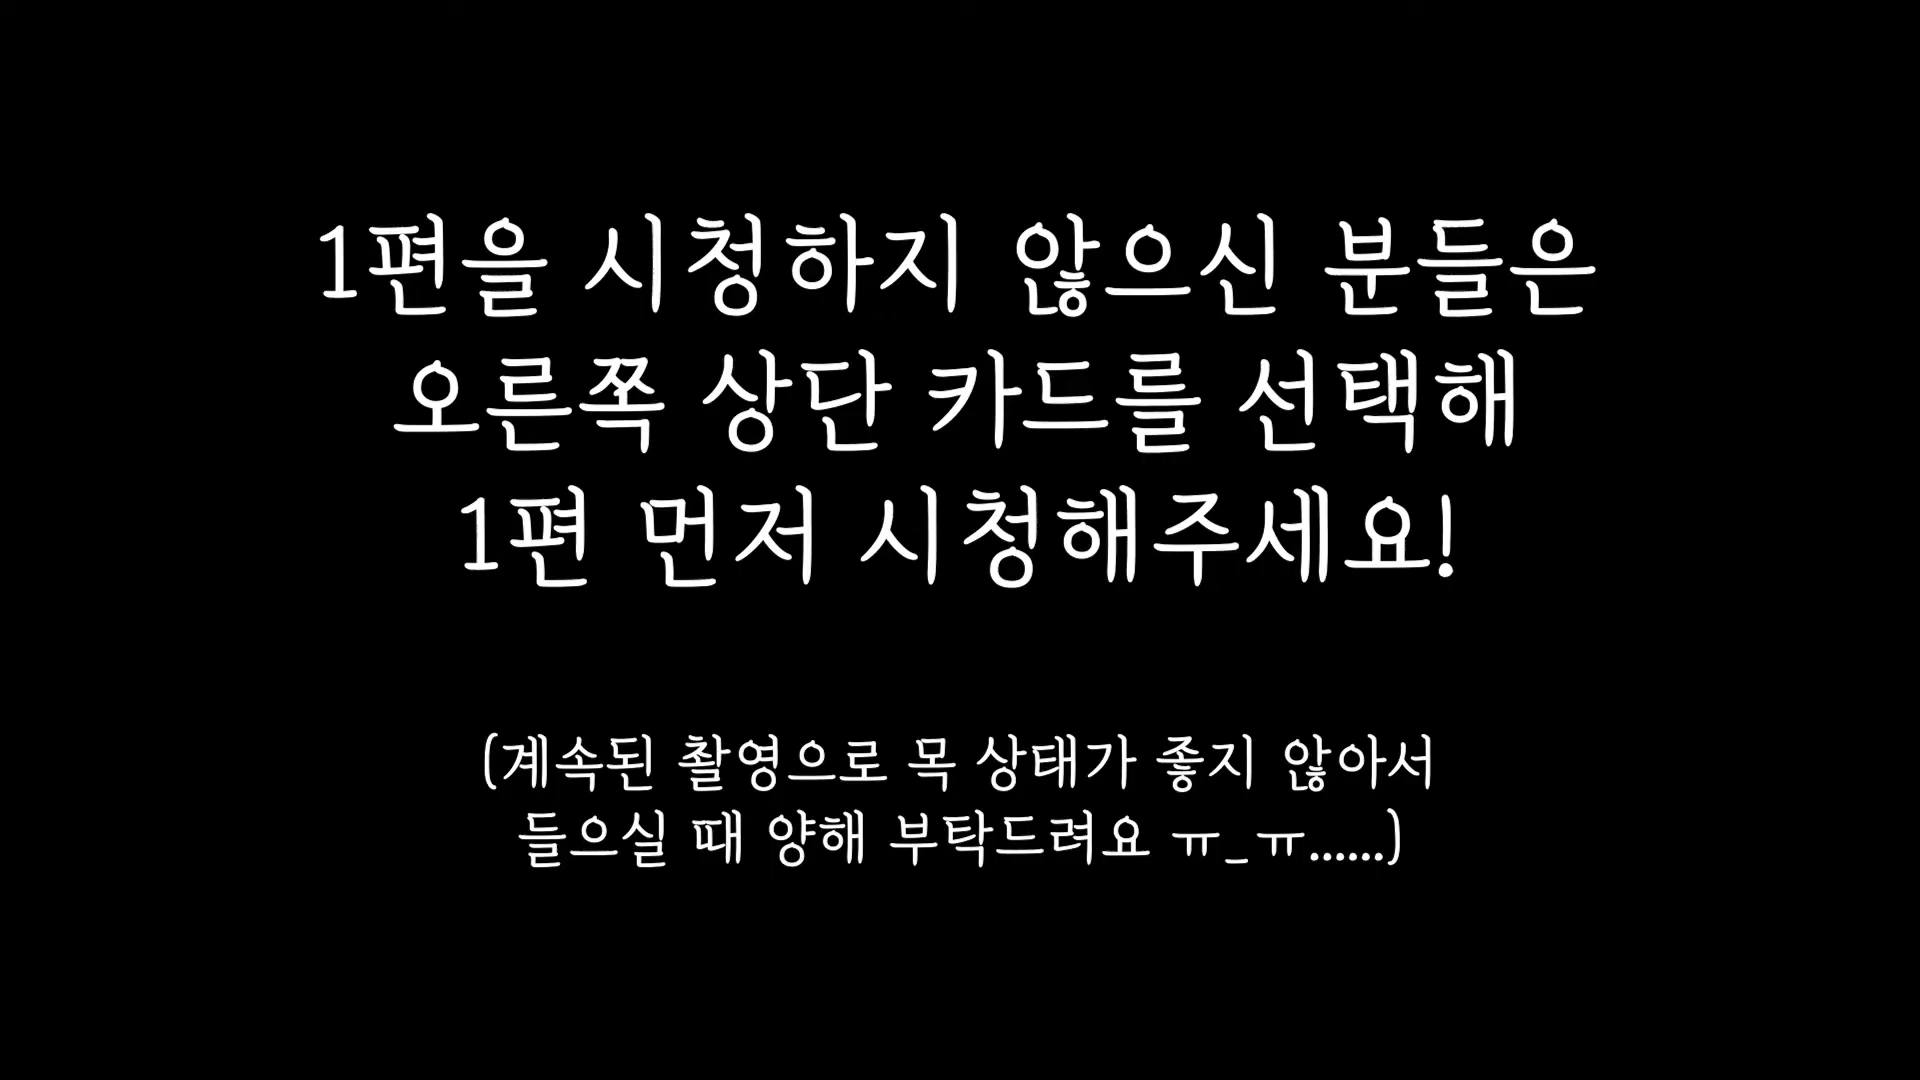 1편을 시청하지 않으신 분들은
오른쪽 상단 카드를 선택해
1편 먼저 시청해주세요!
(계속된 촬영으로 목 상태가 좋지 않아서
들으실 때 양해 부탁드려요 ㅠ_ㅠ......)